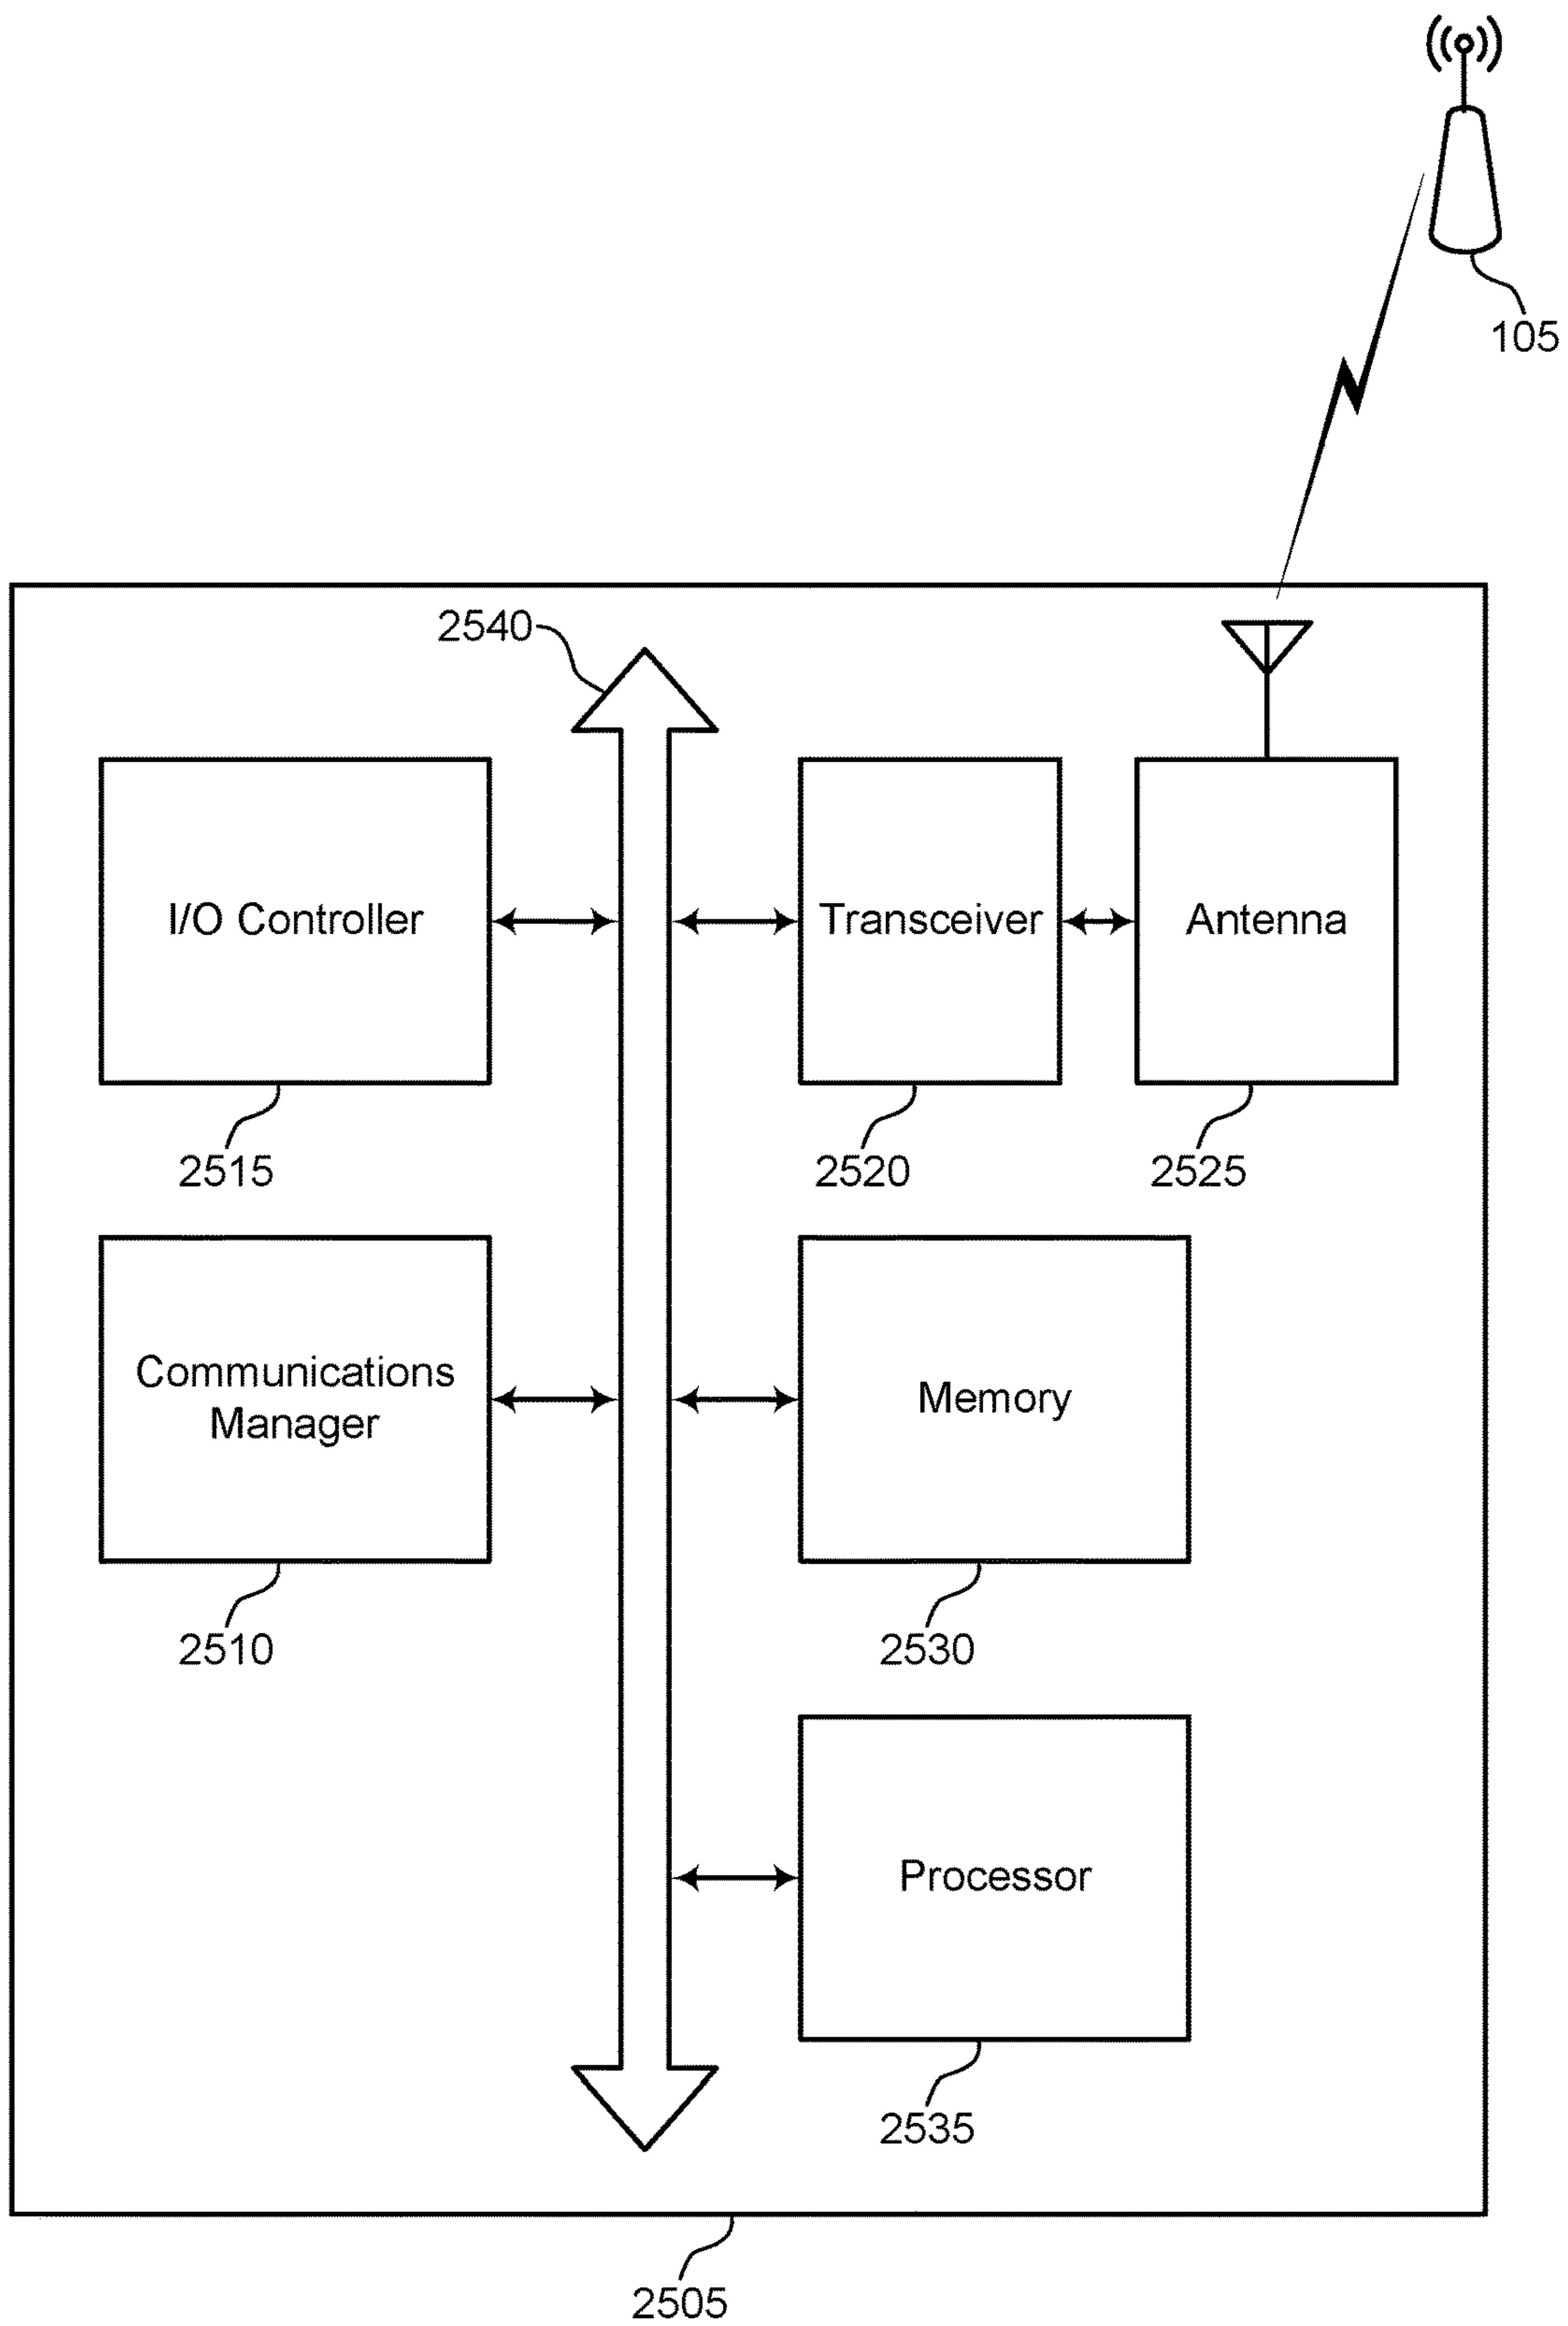 105
2540
I/O Controller
Transceiver
Antenna
2515
2520
2525
Communications
Manager
Memory
2510
2530
Processor
2535
2505